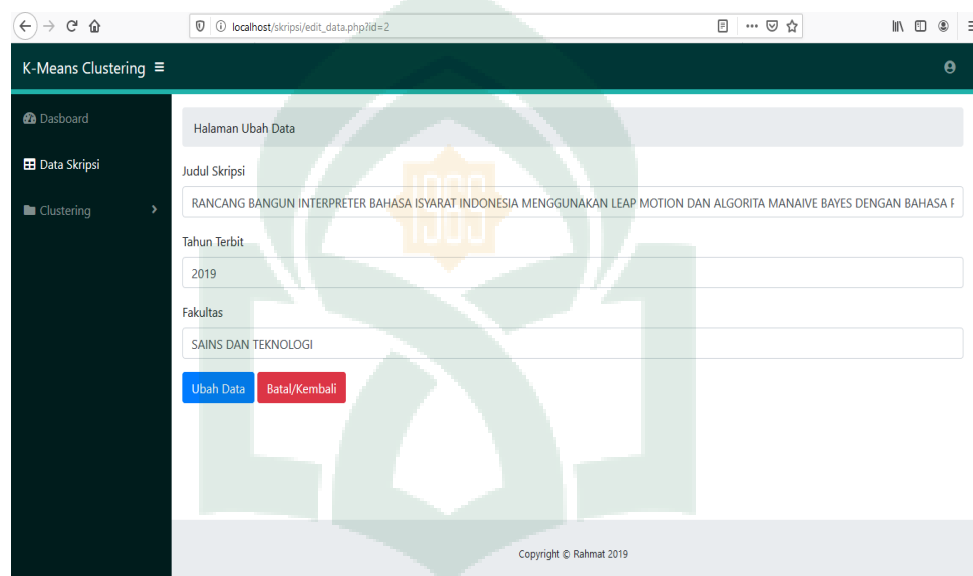 localhost/skripsi/edit_data.php?id=2
K-Means Clustering
Dasboard
Data Skripsi
Clustering
Halaman Ubah Data
Judul Skripsi
RANCANG BANGUN INTERPRETER BAHASA ISYARAT INDONESIA MENGGUNAKAN LEAP MOTION DAN ALGORITA MANAIVE BAYES DENGAN BAHASA
1969
Tahun Terbit
2019
Fakultas
SAINS DAN TEKNOLOGI
Ubah Data Batal/Kembali
Copyright © Rahmat 2019